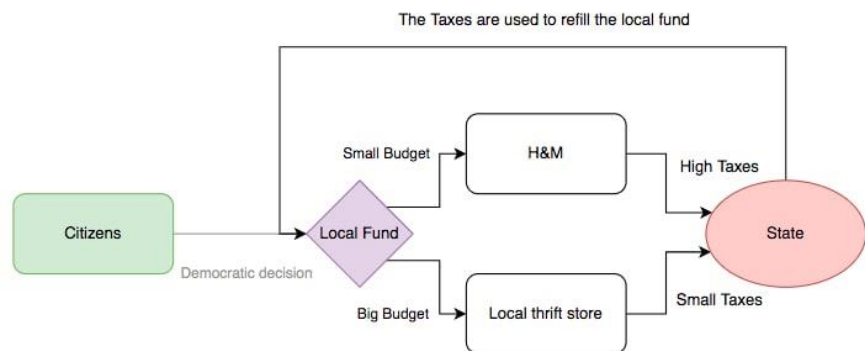 The Taxes are used to refill the local fund
Small Budget
H&M
High Taxes
Citizens
Local Fund
State
Democratic decision
Big Budget
Local thrift store
Small Taxes